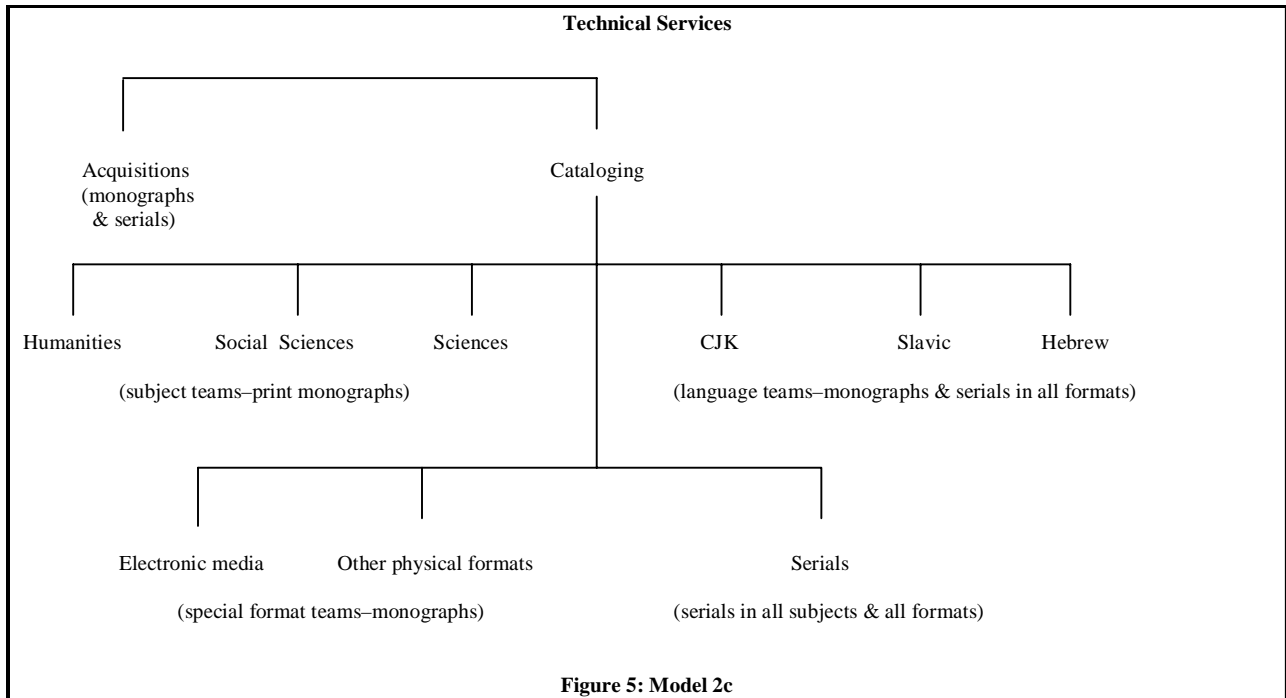 Technical Services
Acquisitions
(monographs
& serials)
Cataloging
Humanities Social Sciences Sciences CJK Slavic Hebrew
(subject teams–print monographs) (language teams–monographs & serials in all formats)
Electronic media Other physical formats Serials
(special format teams–monographs) (serials in all subjects & all formats)
Figure 5: Model 2c